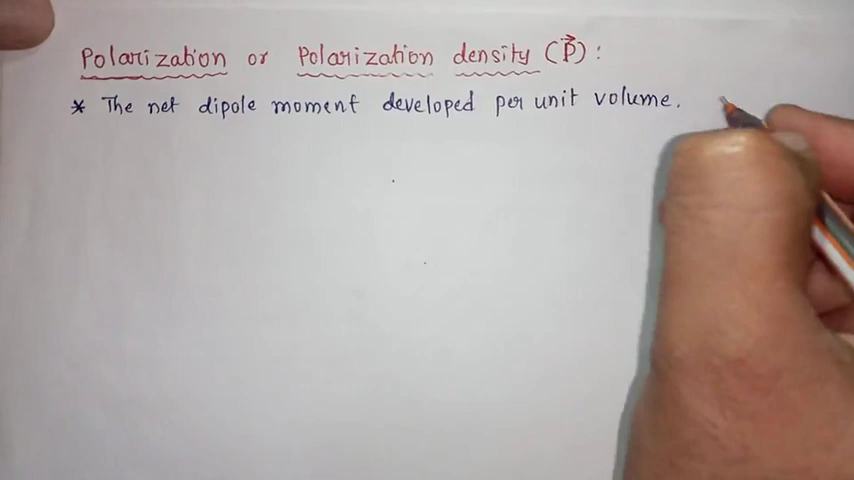 Polarization or Polarization density (P⃗) :
* The net dipole moment developed per unit volume.